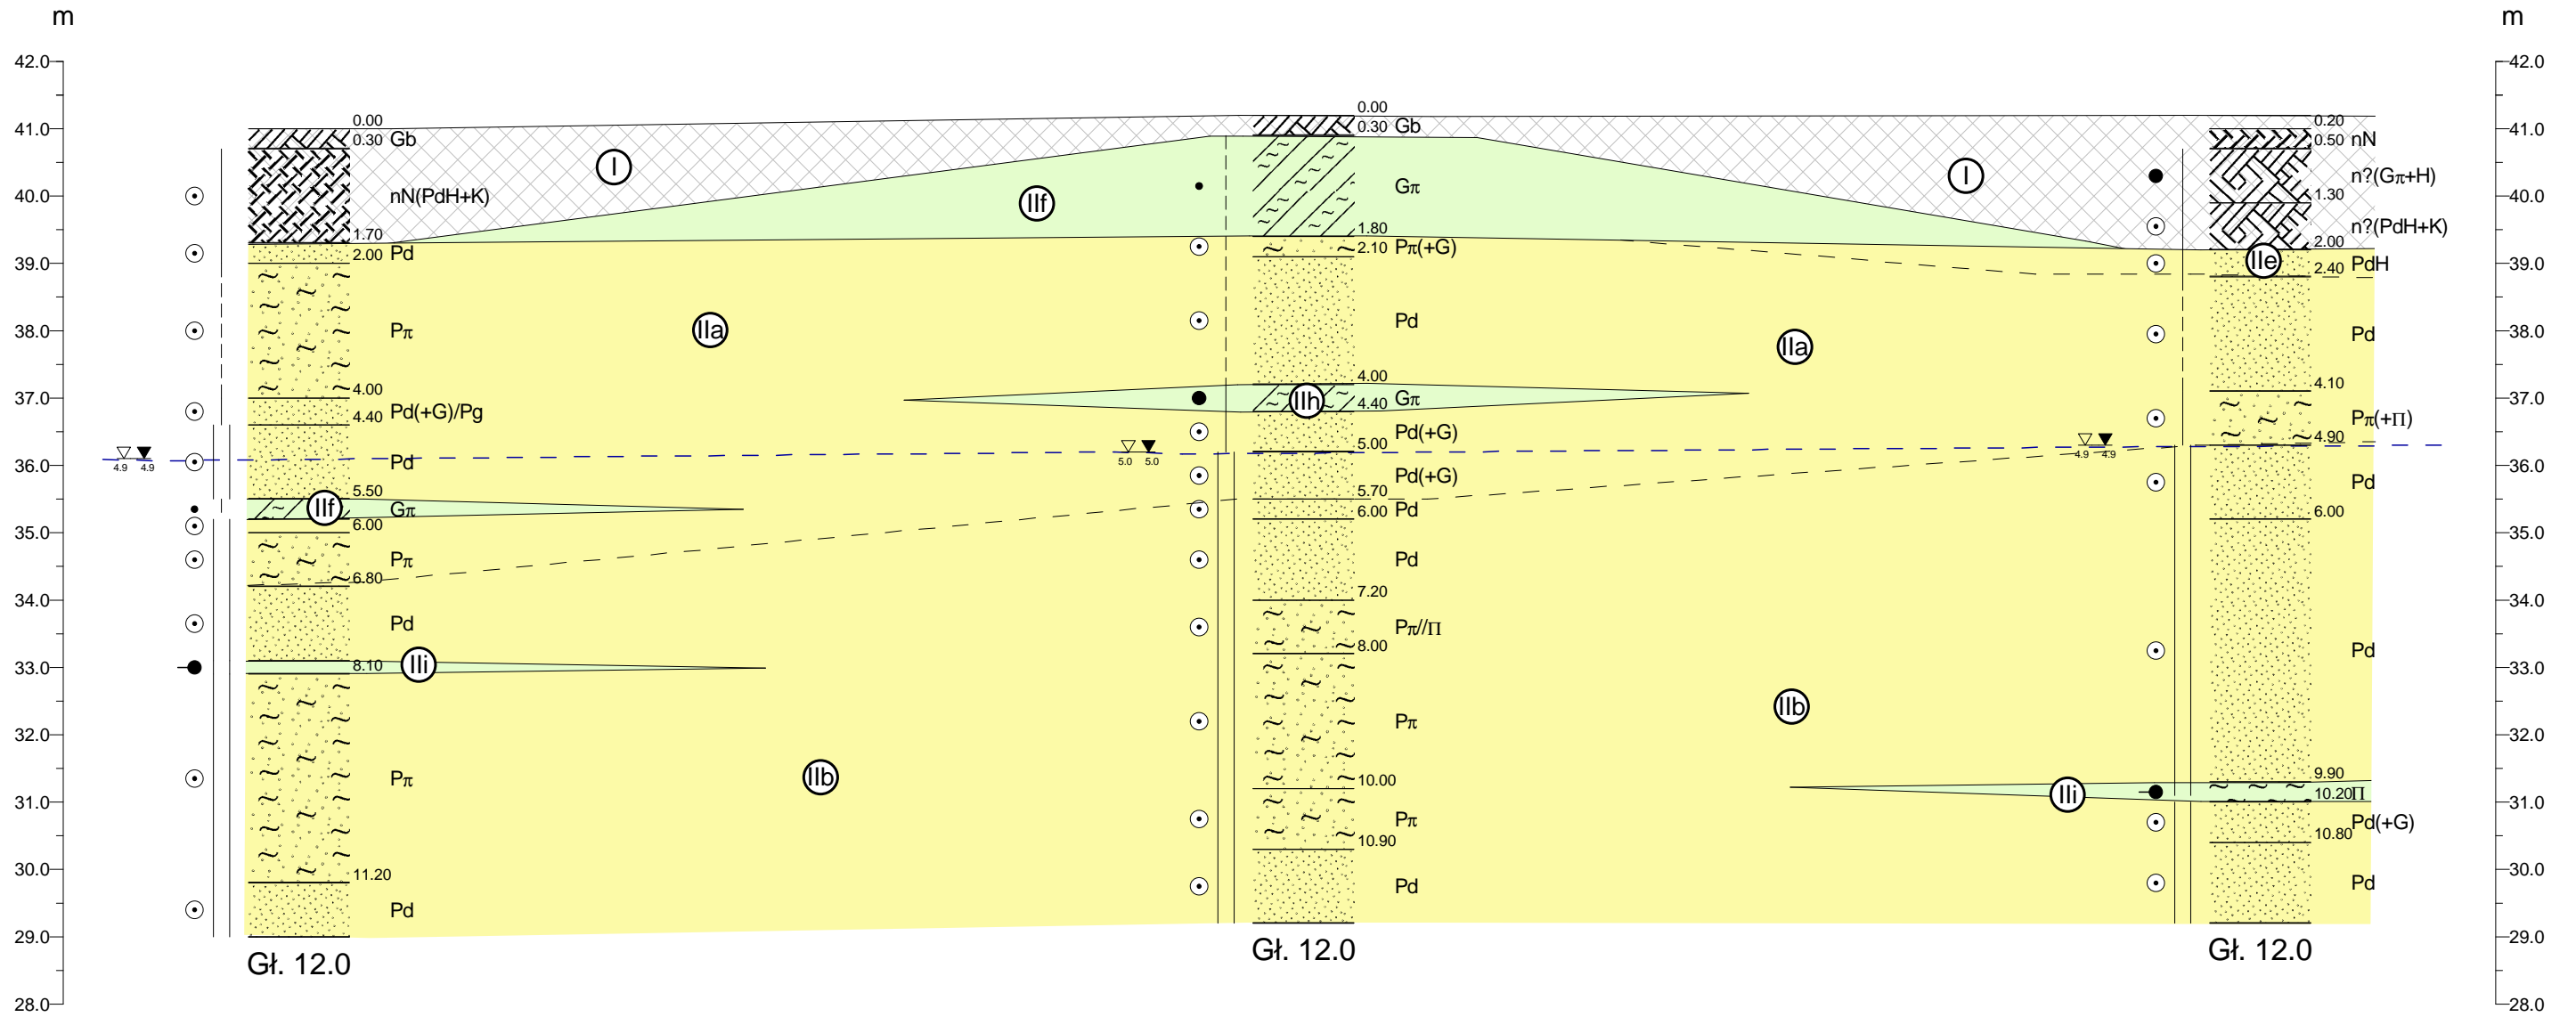 m
42.0
41.0
40.0
39.0
38.0
37.0
36.0
35.0
34.0
33.0
32.0
31.0
30.0
29.0
28.0
4.9 4.9
0.00
0.30 Gb
nN(PdH+K)
1.70
2.00 Pd
Pπ
4.00
4.40 Pd(+G)/Pg
Pd
5.50
Gπ
6.00
Pπ
6.80
Pd
8.10
Pπ
11.20
Pd
Gł. 12.0
I
IIf
IIa
IIf
IIi
IIb
5.0 5.0
0.00
0.30 Gb
Gπ
1.80
2.10 Pπ(+G)
Pd
4.00
IIh
4.40 Gπ
Pd(+G)
5.00
Pd(+G)
5.70
6.00 Pd
Pd
7.20
Pπ//Π
8.00
Pπ
10.00
Pπ
10.90
Pd
Gł. 12.0
I
IIa
IIb
IIi
4.9 4.9
0.20
0.50 nN
n?(Gπ+H)
1.30
n?(PdH+K)
2.00
IIe
2.40 PdH
Pd
4.10
Pπ(+Π)
4.90
Pd
6.00
Pd
9.90
10.20 Π
Pd(+G)
10.80
Pd
Gł. 12.0
m
42.0
41.0
40.0
39.0
38.0
37.0
36.0
35.0
34.0
33.0
32.0
31.0
30.0
29.0
28.0